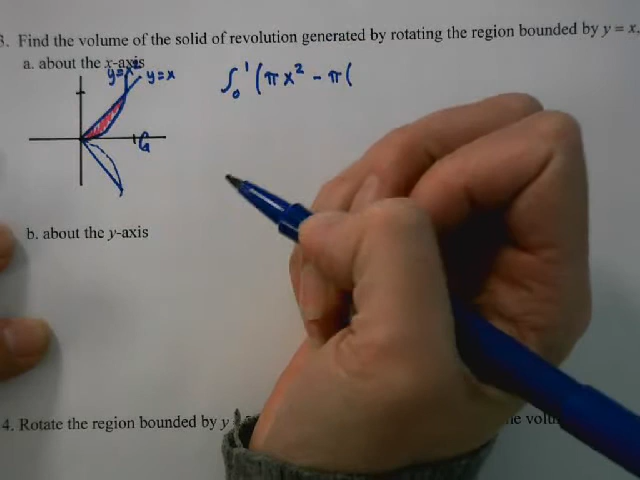 3. Find the volume of the solid of revolution generated by rotating the region bounded by y = x,
a. about the x-axis
y=x² y=x ∫₀¹ (πx² - π(
b. about the y-axis
4. Rotate the region bounded by y